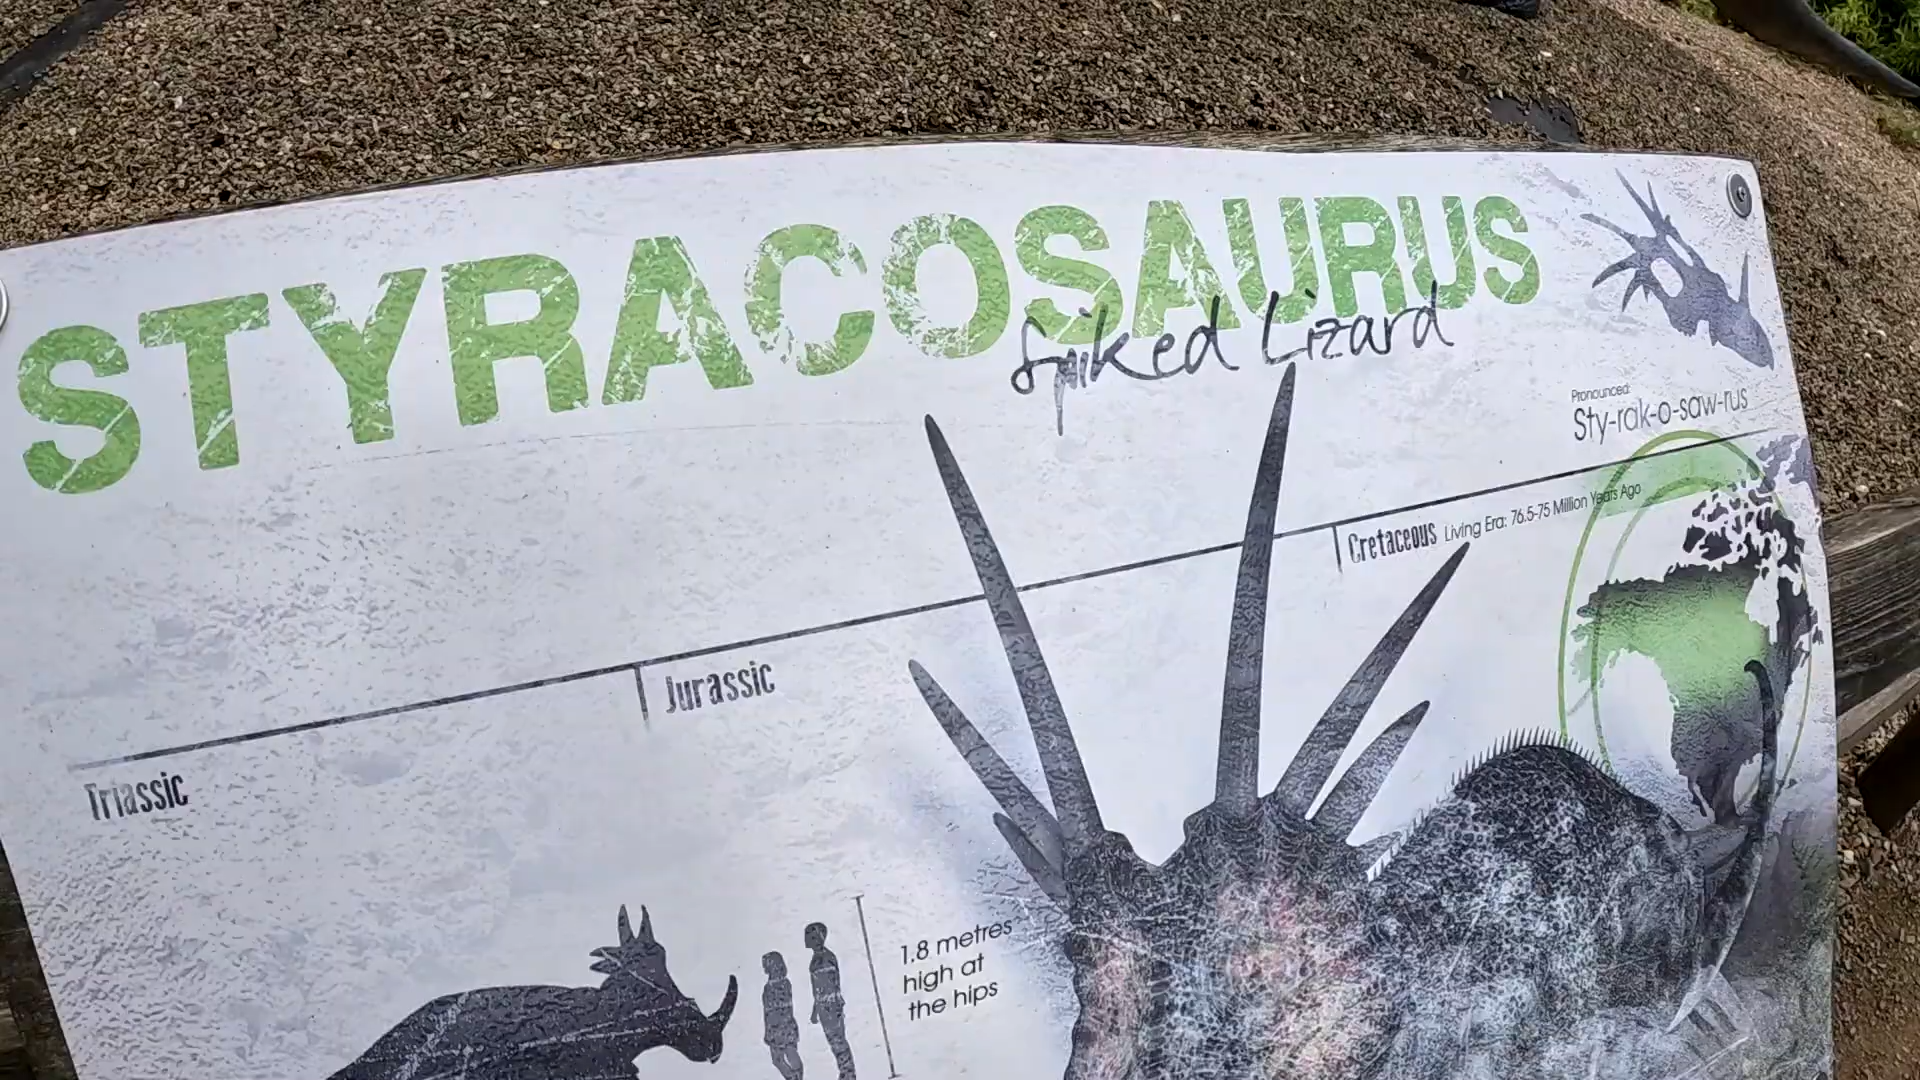 STYRACOSAURUS
Spiked Lizard
Pronounced:
Sty-rak-o-saw-rus
Cretaceous Living Era: 76.5-75 Million Years Ago
Jurassic
Triassic
1.8 metres
high at
the hips